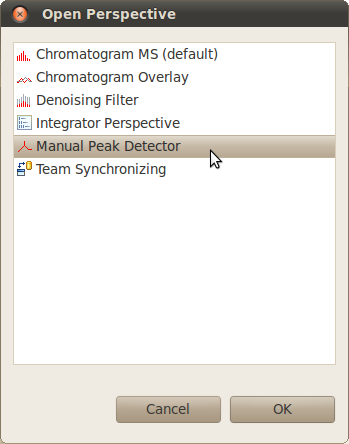 Open Perspective
Chromatogram MS (default)
Chromatogram Overlay
Denoising Filter
Integrator Perspective
Manual Peak Detector
Team Synchronizing
Cancel
OK